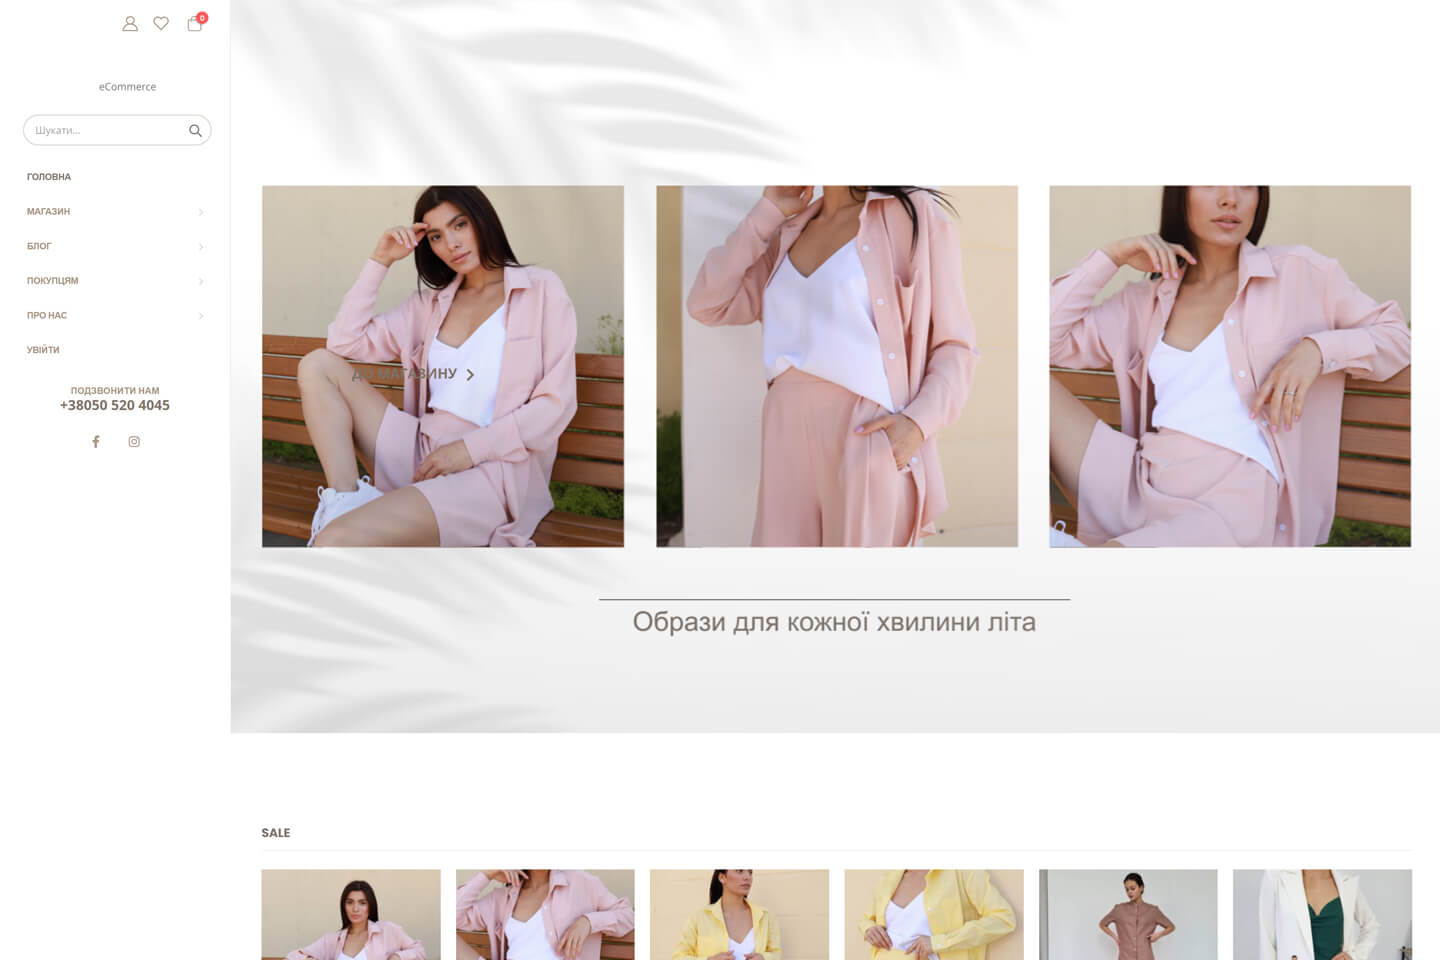 0
eCommerce
Шукати...
ГОЛОВНА
МАГАЗИН
БЛОГ
ПОКУПЦЯМ
ПРО НАС
УВІЙТИ
ПОДЗВОНИТИ НАМ
+38050 520 4045
ДО МАГАЗИНУ
Образи для кожної хвилини літа
SALE